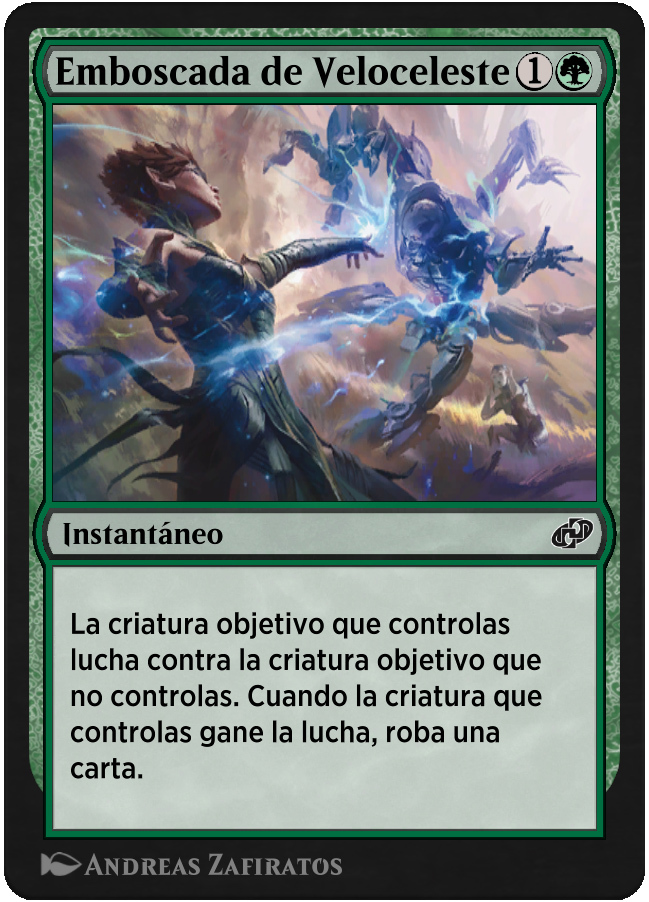 Emboscada de Veloceleste 1
Instantáneo
La criatura objetivo que controlas
lucha contra la criatura objetivo que
no controlas. Cuando la criatura que
controlas gane la lucha, roba una
carta.
Andreas Zafiratos